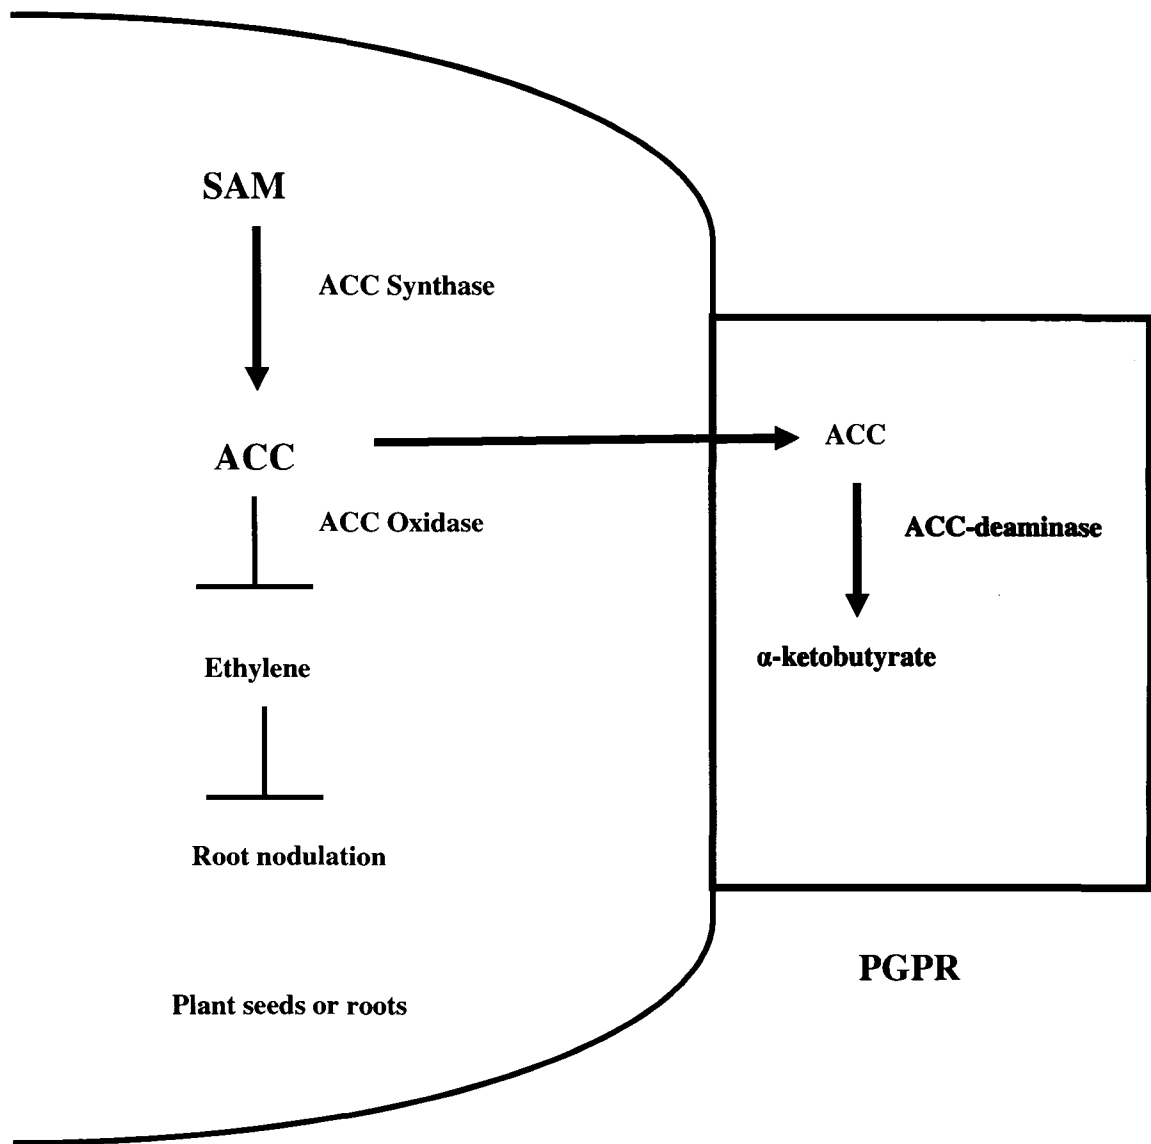 SAM
ACC Synthase
ACC
ACC
ACC Oxidase
ACC-deaminase
Ethylene
α-ketobutyrate
Root nodulation
PGPR
Plant seeds or roots